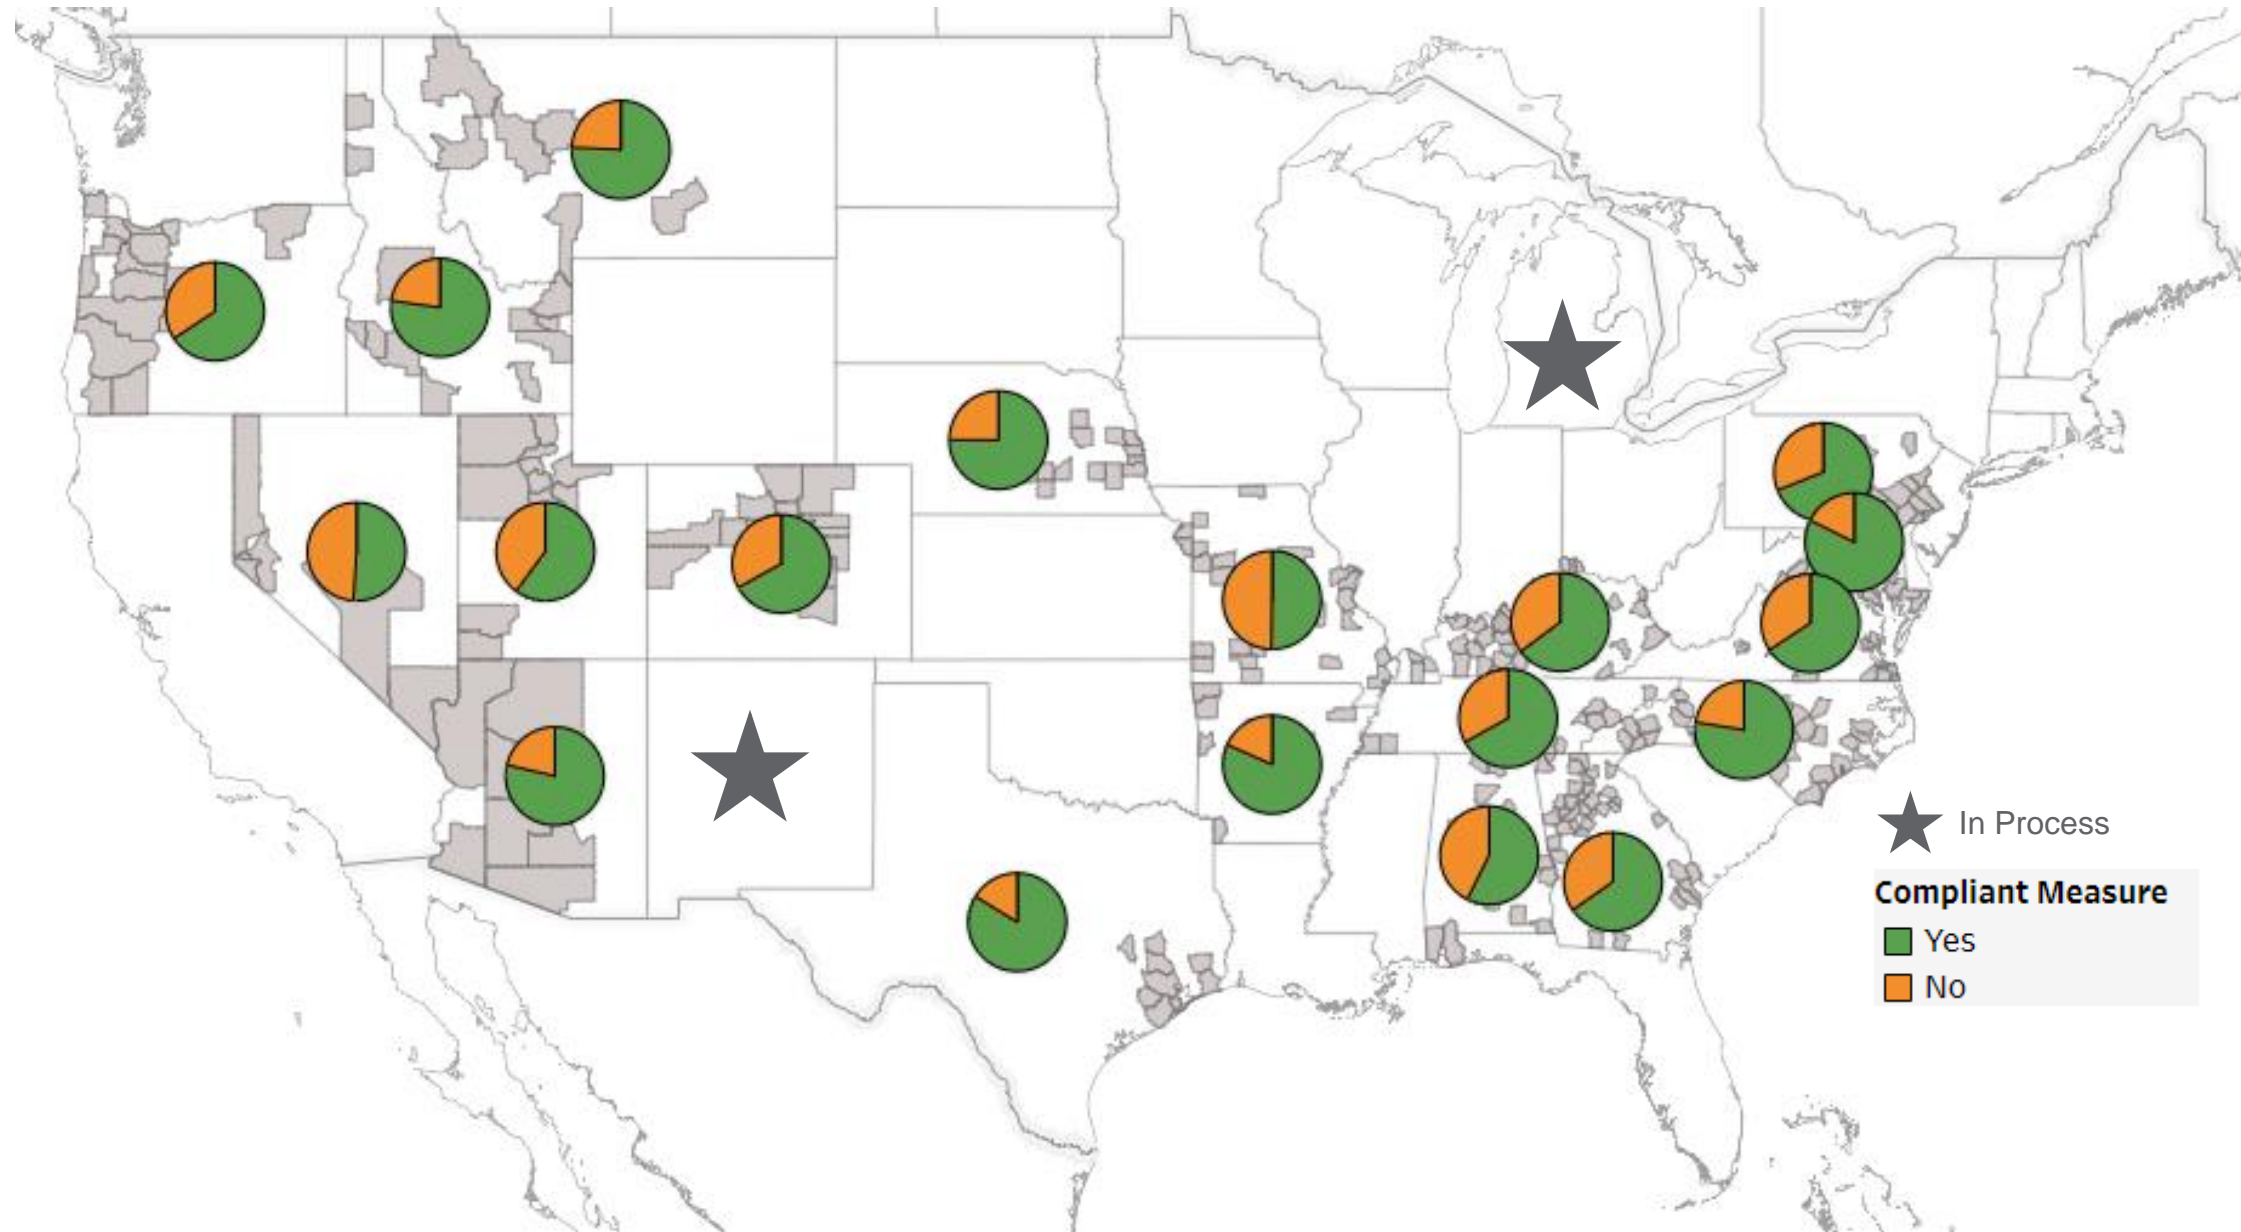 In Process
Compliant Measure
Yes
No